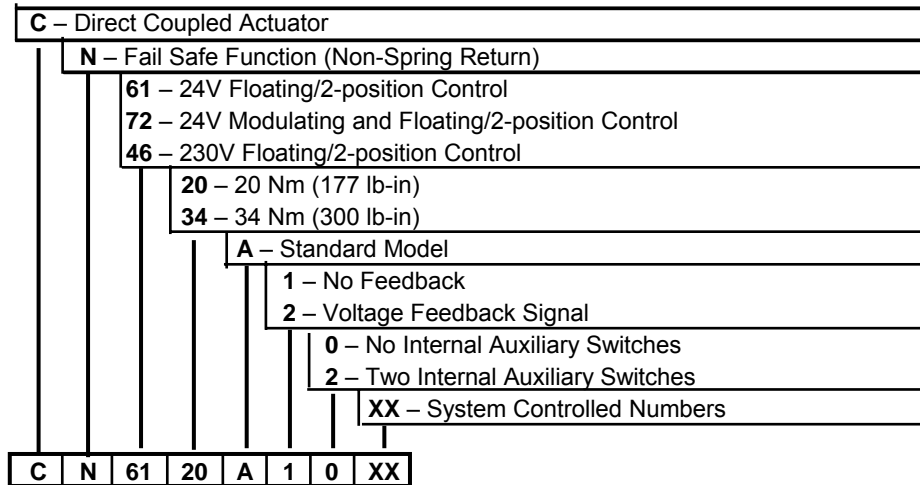 C – Direct Coupled Actuator
N – Fail Safe Function (Non-Spring Return)
61 – 24V Floating/2-position Control
72 – 24V Modulating and Floating/2-position Control
46 – 230V Floating/2-position Control
20 – 20 Nm (177 lb-in)
34 – 34 Nm (300 lb-in)
A – Standard Model
1 – No Feedback
2 – Voltage Feedback Signal
0 – No Internal Auxiliary Switches
2 – Two Internal Auxiliary Switches
XX – System Controlled Numbers
C N 61 20 A 1 0 XX